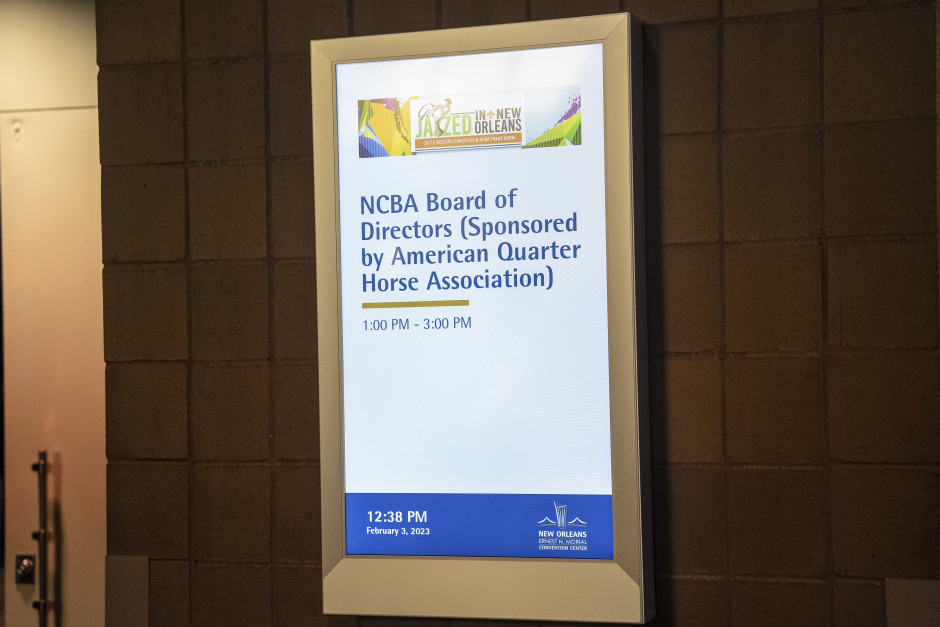 JAZZED IN NEW ORLEANS
CATTLE INDUSTRY CONVENTION & NCBA TRADE SHOW
NCBA Board of
Directors (Sponsored
by American Quarter
Horse Association)
1:00 PM - 3:00 PM
12:38 PM
February 3, 2023
NEW ORLEANS
ERNEST N. MORIAL
CONVENTION CENTER